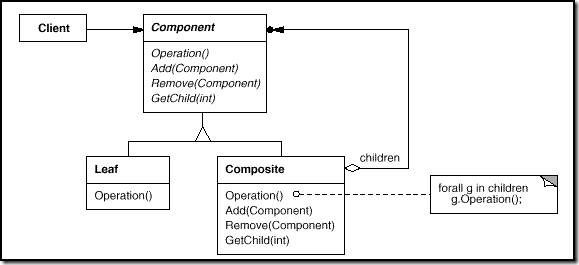 Client
Component
Operation()
Add(Component)
Remove(Component)
GetChild(int)
children
Leaf
Operation()
Composite
Operation()
Add(Component)
Remove(Component)
GetChild(int)
forall g in children
g.Operation();